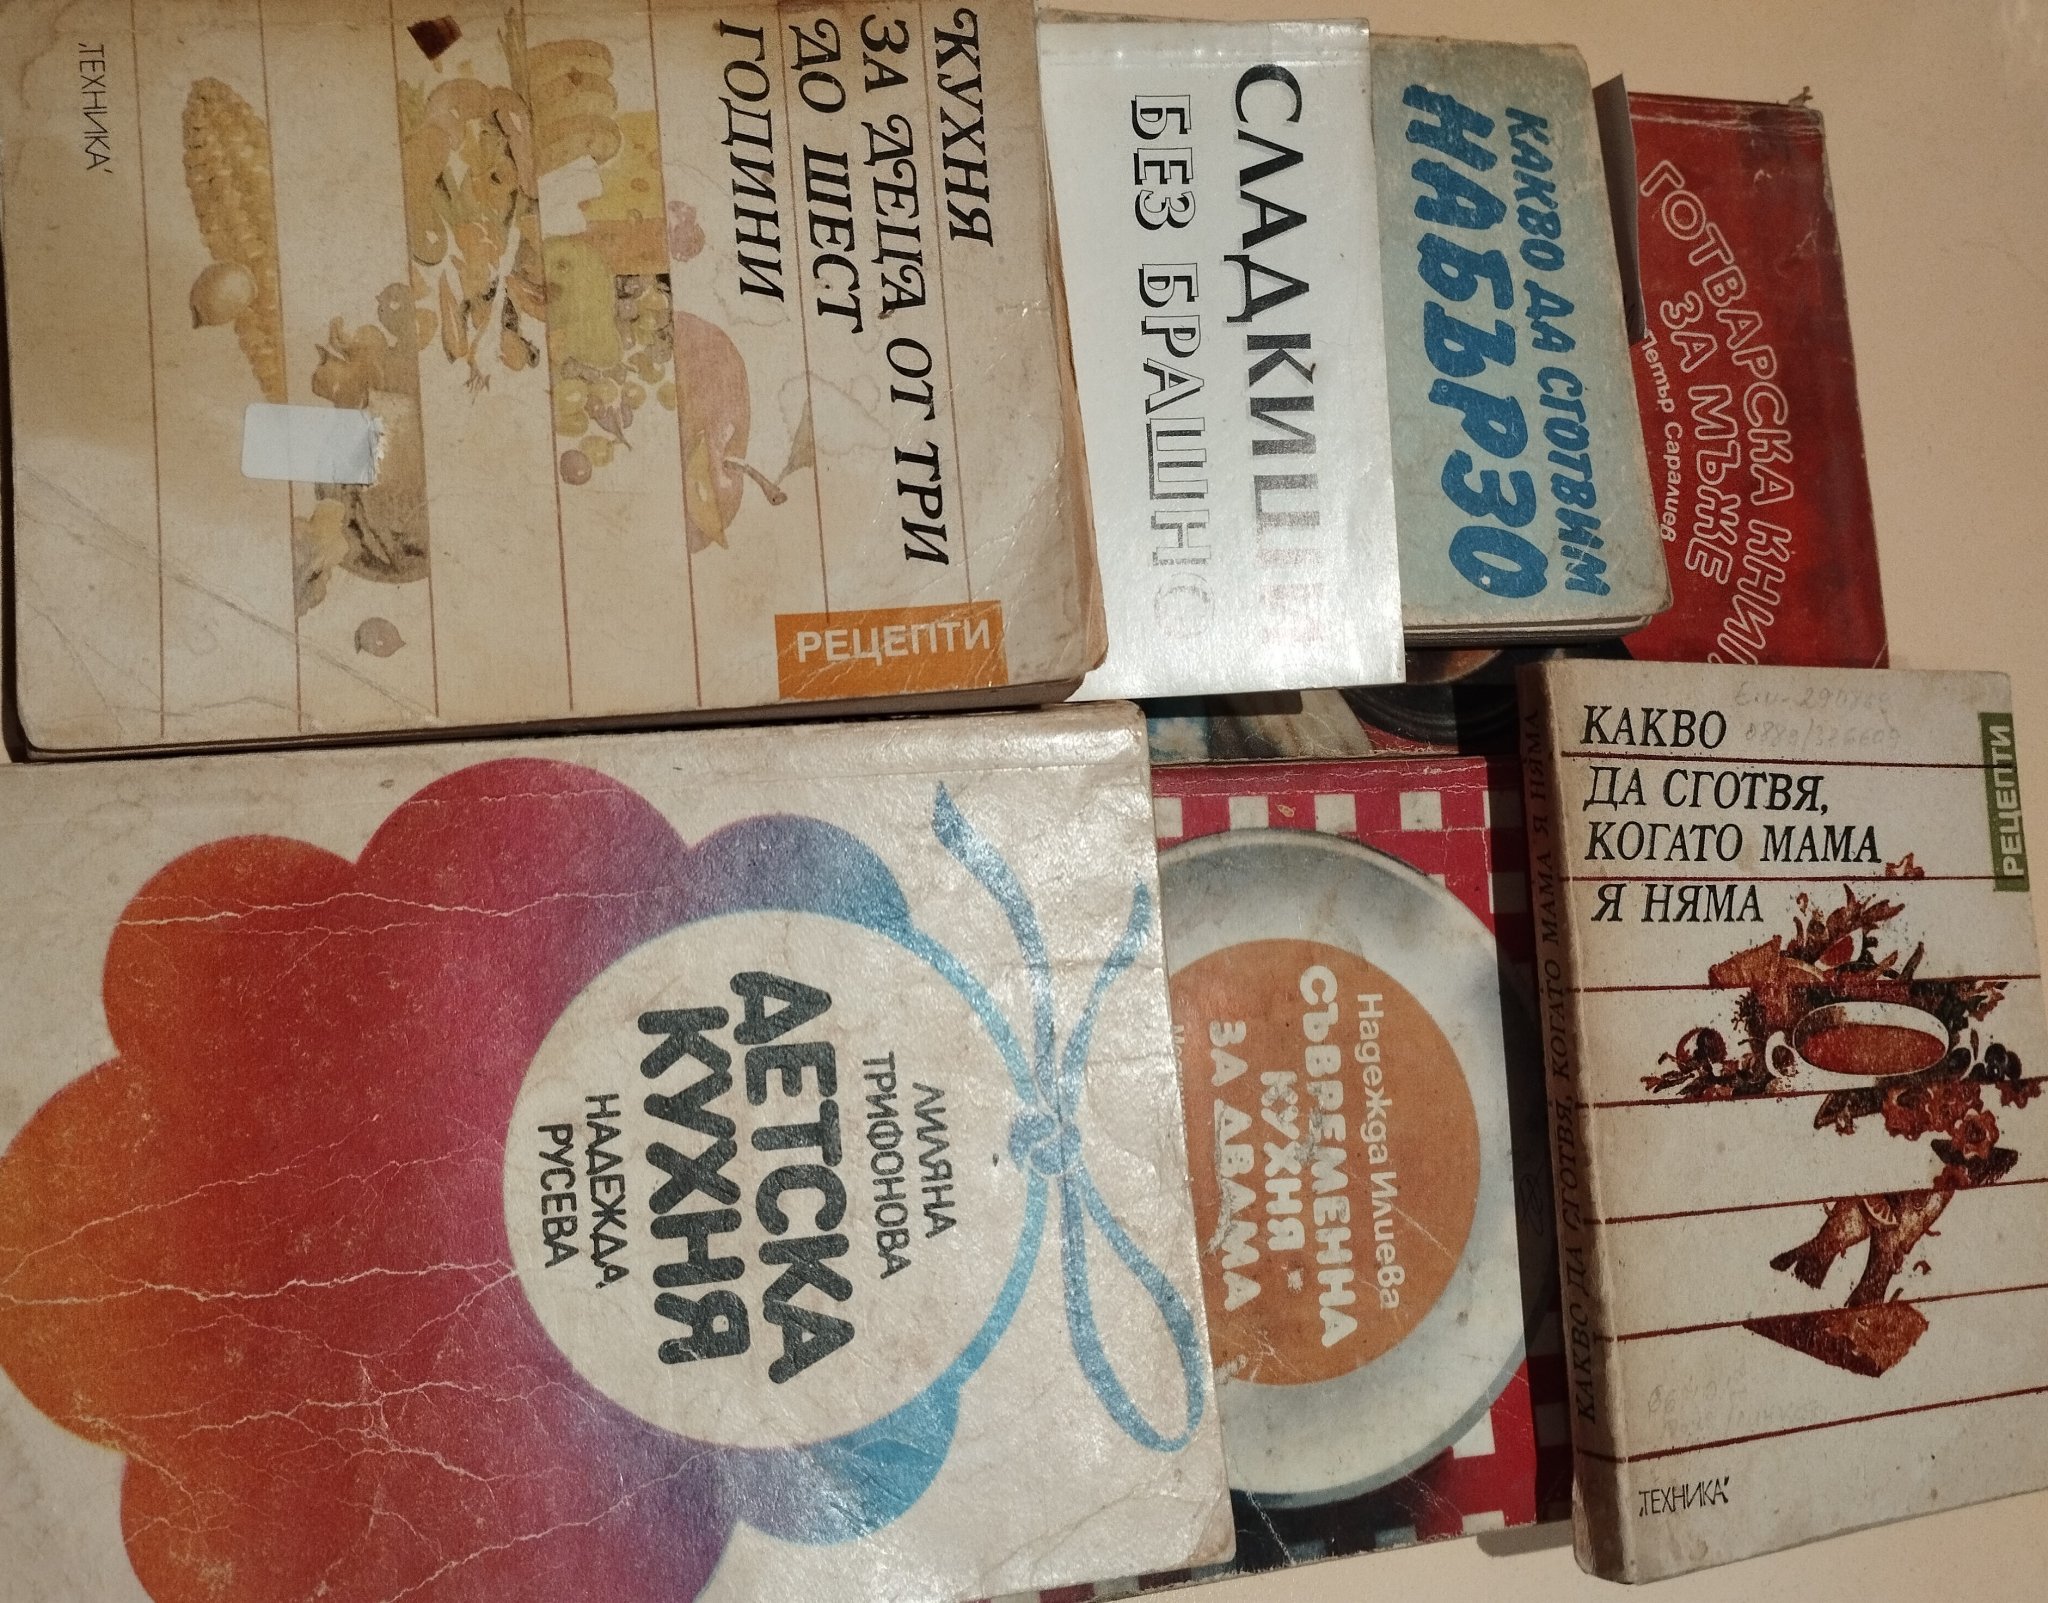 КУХНЯ
ЗА ДЕЦА ОТ ТРИ
ДО ШЕСТ
ГОДИНИ
РЕЦЕПТИ
„ТЕХНИКА“
СЛАДКИШИ
БЕЗ БРАШНО
КАКВО ДА СГОТВИМ
НАБЪРЗО
ГОТВАРСКА КНИГА
ЗА МЪЖЕ
Петър Саралиев
ЛИЛЯНА
ТРИФОНОВА
ДЕТСКА
КУХНЯ
НАДЕЖДА
РУСЕВА
Надежда Илиева
СЪВРЕМЕННА
КУХНЯ
ЗА ДВАМА
КАКВО
ДА СГОТВЯ,
КОГАТО МАМА
Я НЯМА
РЕЦЕПТИ
„ТЕХНИКА“
КАКВО ДА СГОТВЯ, КОГАТО МАМА Я НЯМА